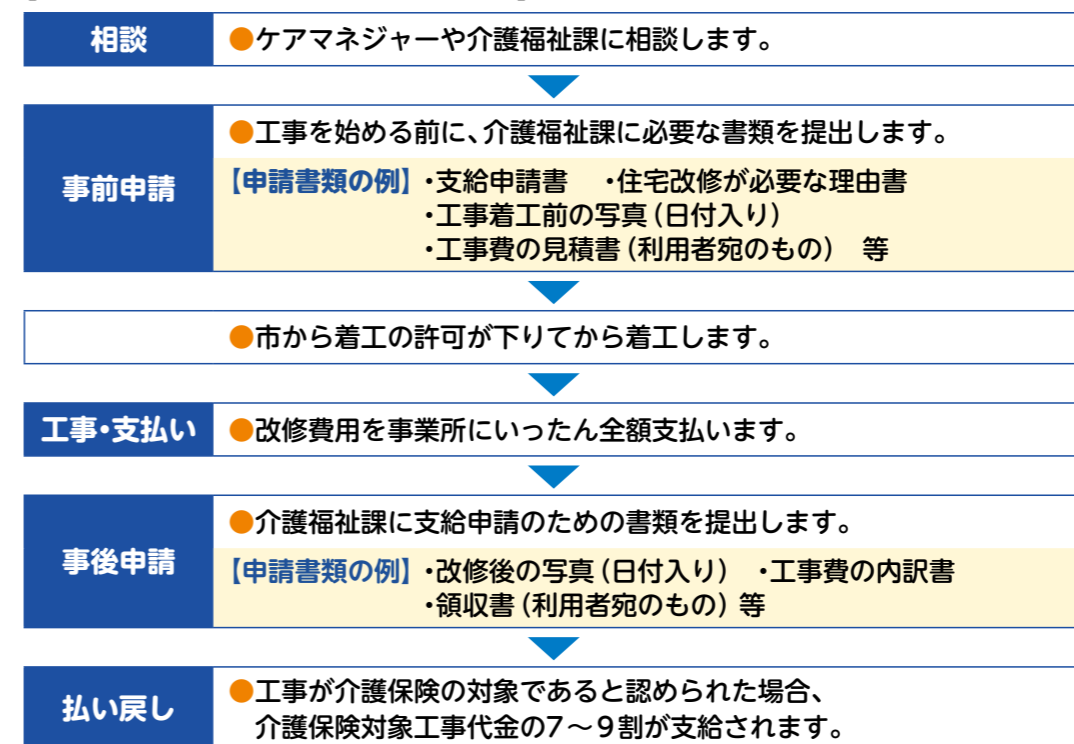 相談
●ケアマネジャーや介護福祉課に相談します。
事前申請
●工事を始める前に、介護福祉課に必要な書類を提出します。
【申請書類の例】・支給申請書 ・住宅改修が必要な理由書
・工事着工前の写真(日付入り)
・工事費の見積書(利用者宛のもの) 等
●市から着工の許可が下りてから着工します。
工事・支払い
●改修費用を事業所にいったん全額支払います。
事後申請
●介護福祉課に支給申請のための書類を提出します。
【申請書類の例】・改修後の写真(日付入り) ・工事費の内訳書
・領収書(利用者宛のもの)等
払い戻し
●工事が介護保険の対象であると認められた場合、
介護保険対象工事代金の7~9割が支給されます。